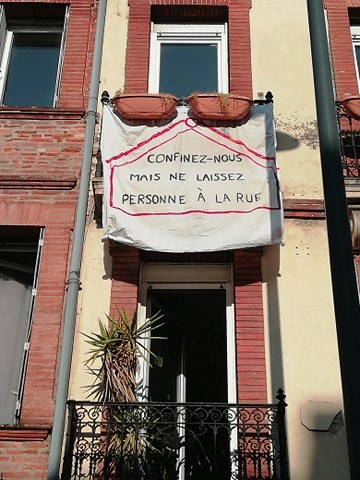 CONFINEZ-NOUS
MAIS NE LAISSEZ
PERSONNE À LA RUE